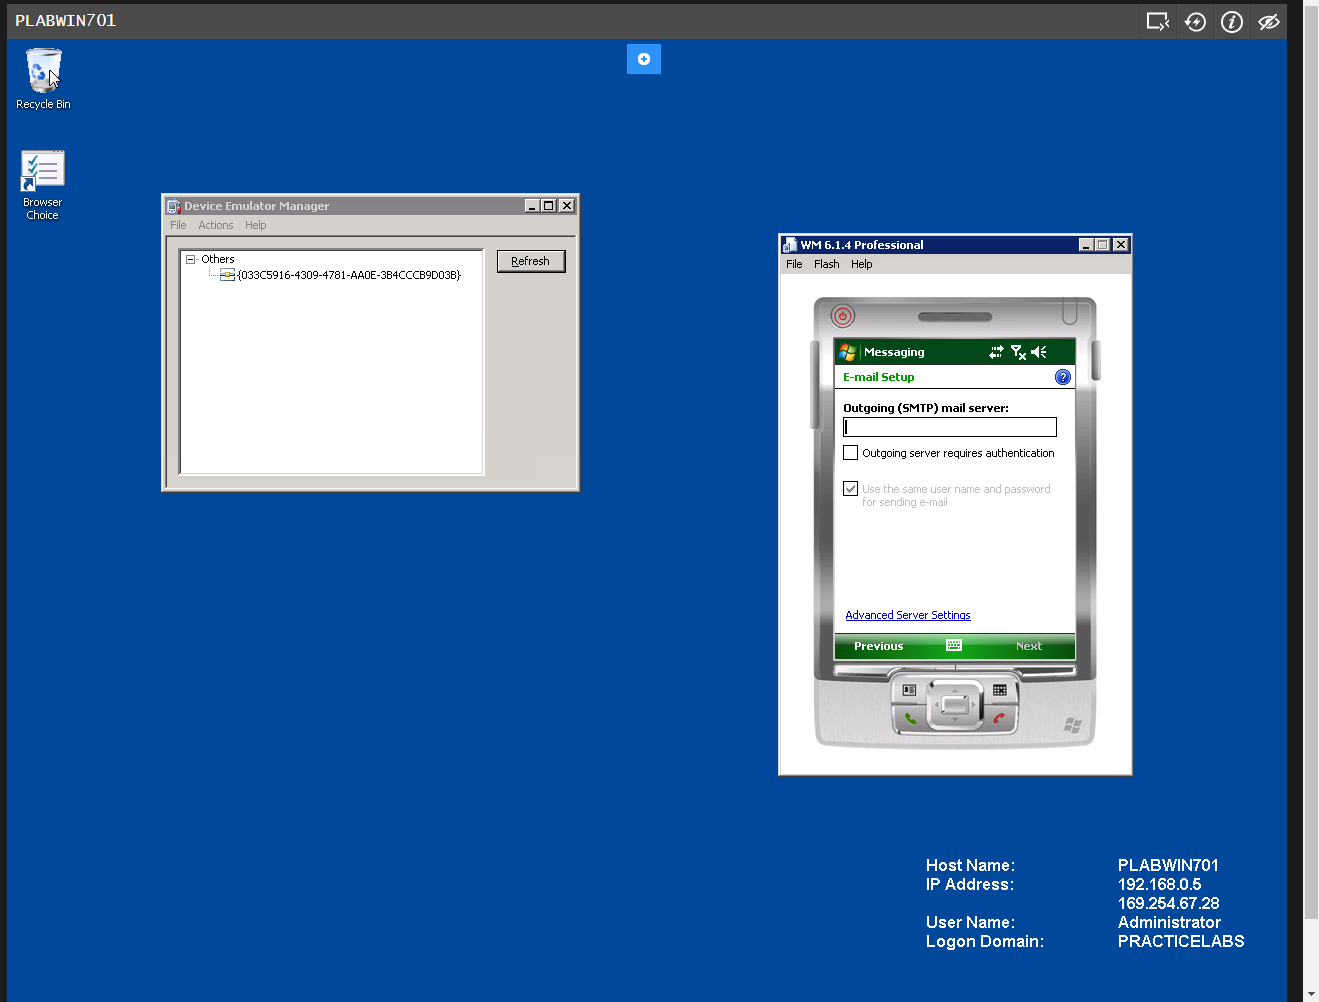 PLABWIN701
Recycle Bin
Browser
Choice
Device Emulator Manager
File Actions Help
Others
{033C5916-4309-4781-AA0E-3B4CCCB9D03B}
Refresh
WM 6.1.4 Professional
File Flash Help
Messaging
E-mail Setup
?
Outgoing (SMTP) mail server:
Outgoing server requires authentication
Use the same user name and password
for sending e-mail
Advanced Server Settings
Previous Next
Host Name: PLABWIN701
IP Address: 192.168.0.5
169.254.67.28
User Name: Administrator
Logon Domain: PRACTICELABS